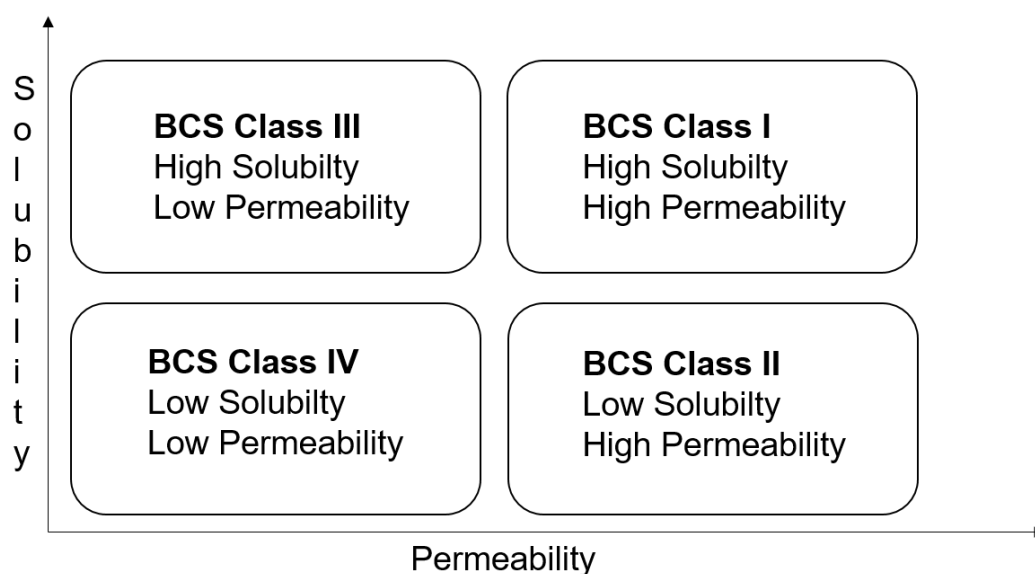 Solubility
BCS Class III
High Solubilty
Low Permeability
BCS Class I
High Solubilty
High Permeability
BCS Class IV
Low Solubilty
Low Permeability
BCS Class II
Low Solubilty
High Permeability
Permeability